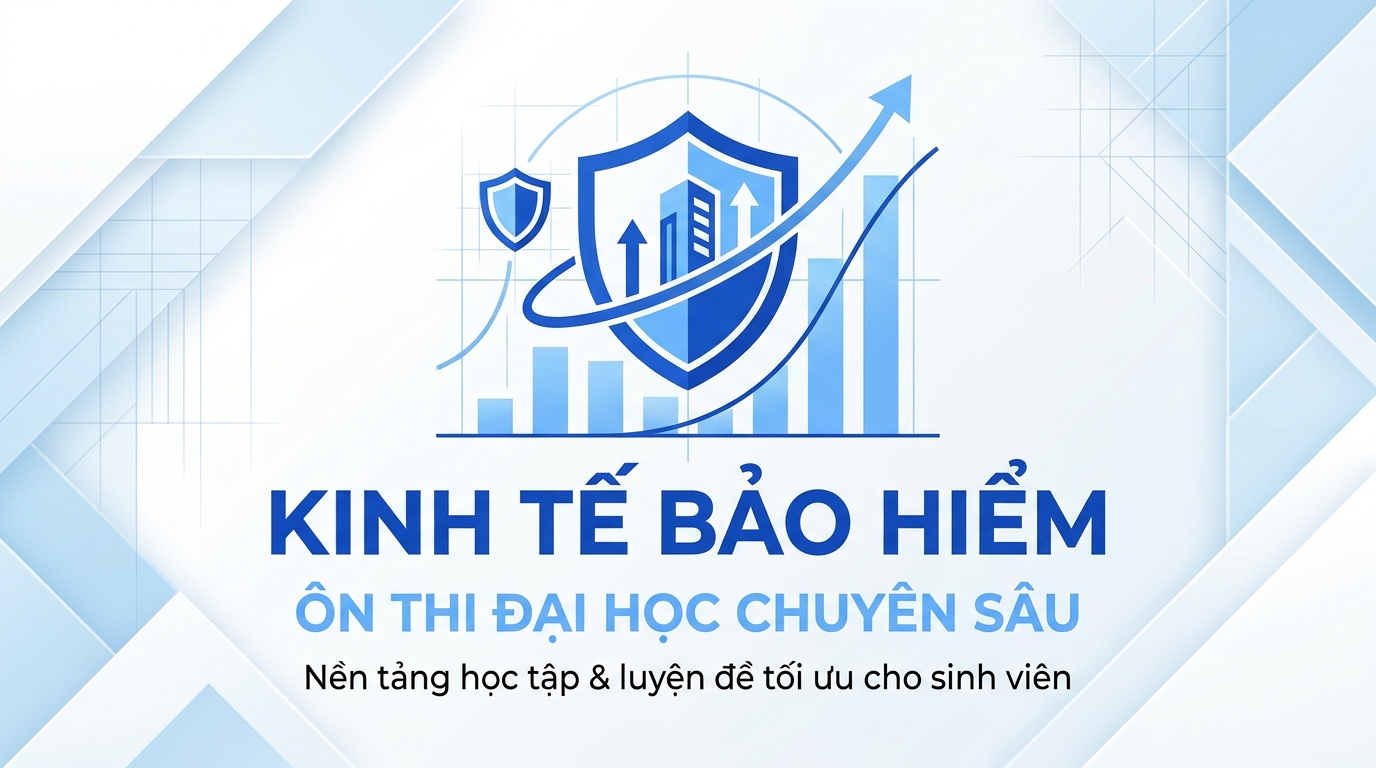 KINH TẾ BẢO HIỂM
ÔN THI ĐẠI HỌC CHUYÊN SÂU
Nền tảng học tập & luyện đề tối ưu cho sinh viên